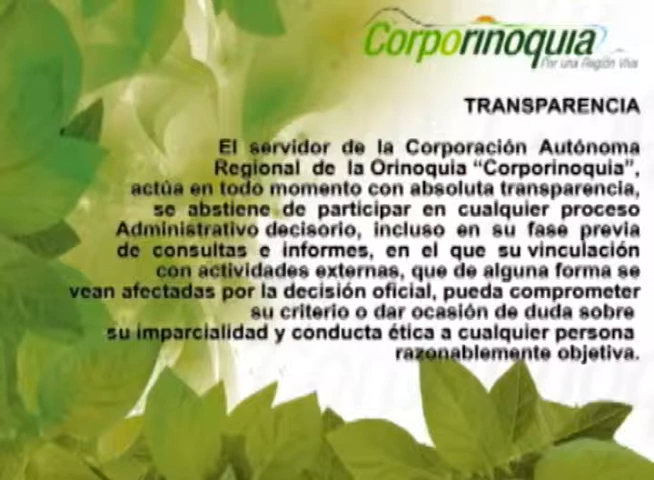 Corporinoquia
Por una Región Viva
TRANSPARENCIA
El servidor de la Corporación Autónoma
Regional de la Orinoquia “Corporinoquia”,
actúa en todo momento con absoluta transparencia,
se abstiene de participar en cualquier proceso
Administrativo decisorio, incluso en su fase previa
de consultas e informes, en el que su vinculación
con actividades externas, que de alguna forma se
vean afectadas por la decisión oficial, pueda comprometer
su criterio o dar ocasión de duda sobre
su imparcialidad y conducta ética a cualquier persona
razonablemente objetiva.